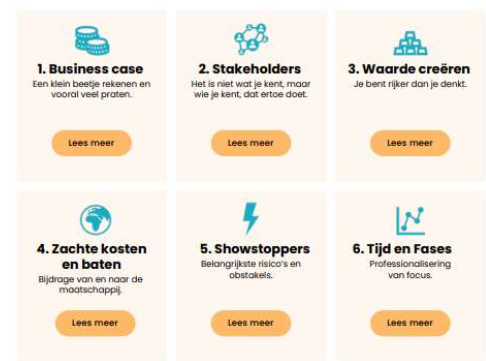 1. Business case
Een klein beetje rekenen en
vooral veel praten.
Lees meer
2. Stakeholders
Het is niet wat je kent, maar
wie je kent, dat ertoe doet.
Lees meer
3. Waarde creëren
Je bent rijker dan je denkt.
Lees meer
4. Zachte kosten
en baten
Bijdrage van en naar de
maatschappij.
Lees meer
5. Showstoppers
Belangrijkste risico's en
obstakels.
Lees meer
6. Tijd en Fases
Professionalisering
van focus.
Lees meer